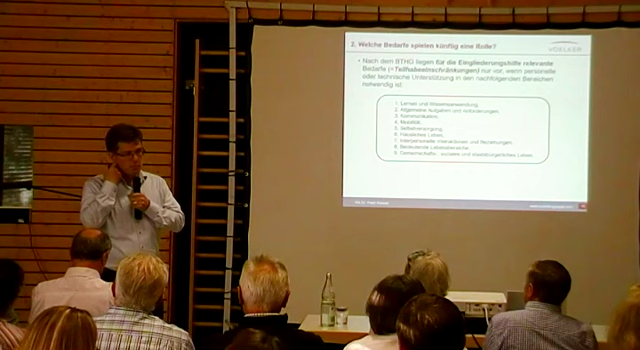 2. Welche Bedarfe spielen künftig eine Rolle?
VOELKER
• Nach dem BTHG liegen für die Eingliederungshilfe relevante
Bedarfe (=Teilhabeeinschränkungen) nur vor, wenn personelle
oder technische Unterstützung in den nachfolgenden Bereichen
notwendig ist:
1. Lernen und Wissensanwendung,
2. Allgemeine Aufgaben und Anforderungen,
3. Kommunikation,
4. Mobilität,
5. Selbstversorgung,
6. Häusliches Leben,
7. Interpersonelle Interaktionen und Beziehungen,
8. Bedeutende Lebensbereiche,
9. Gemeinschafts-, soziales und staatsbürgerliches Leben.